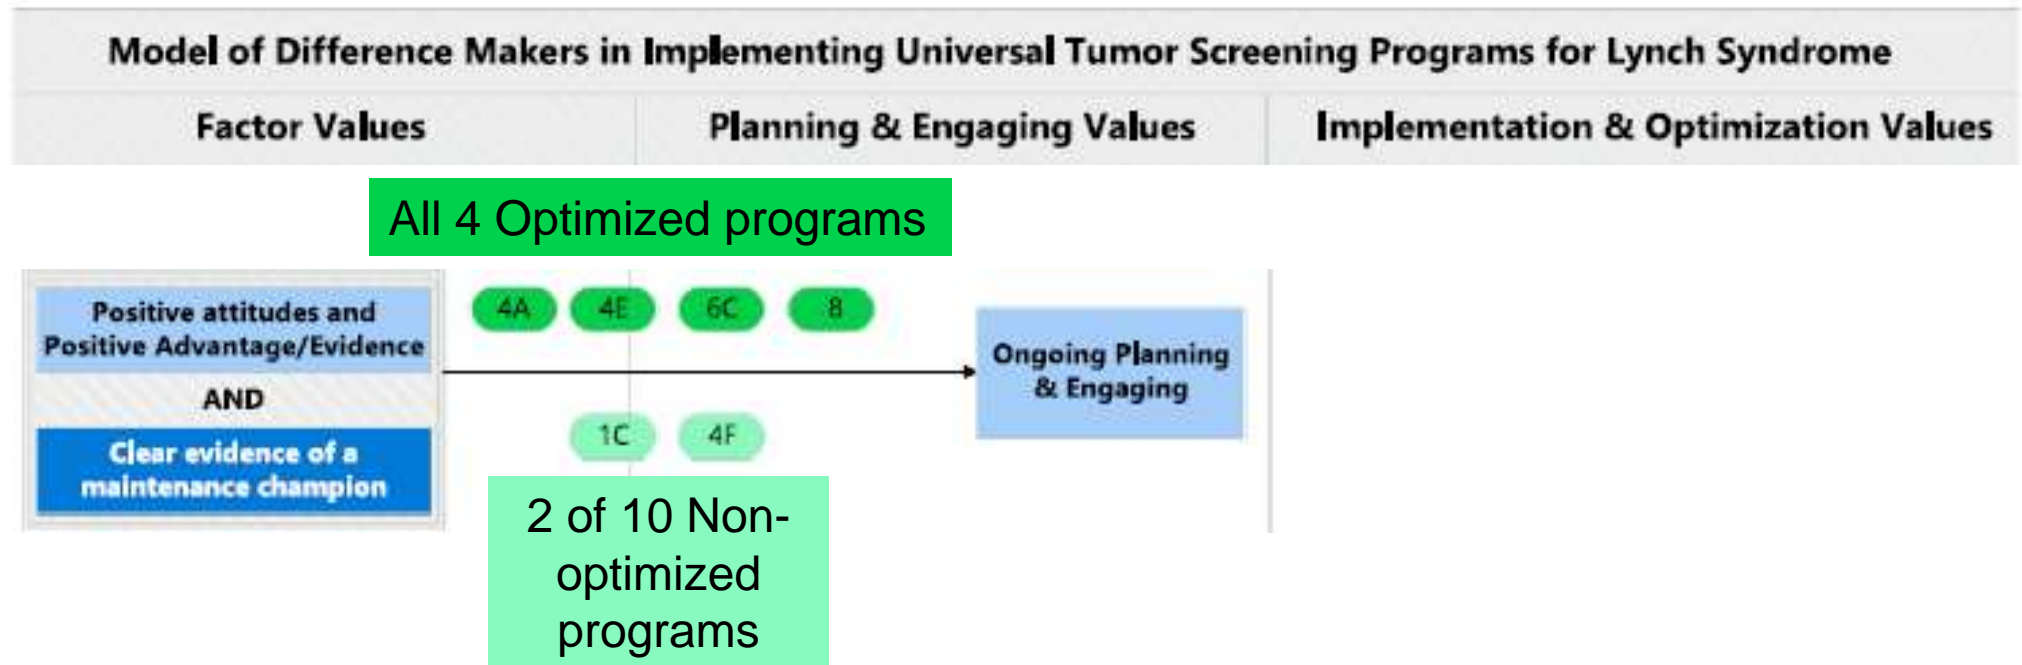 Model of Difference Makers in Implementing Universal Tumor Screening Programs for Lynch Syndrome
Factor Values
Planning & Engaging Values
Implementation & Optimization Values
All 4 Optimized programs
Positive attitudes and
Positive Advantage/Evidence
AND
Clear evidence of a
maintenance champion
4A
4E
6C
8
1C
4F
Ongoing Planning
& Engaging
2 of 10 Non-
optimized
programs